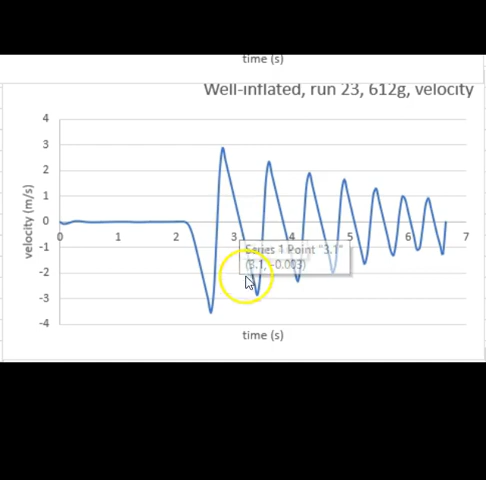 time (s)
Well-inflated, run 23, 612g, velocity
4
3
2
1
0
-1
-2
-3
-4
velocity (m/s)
0 1 2 3 4 5 6 7
Series 1 Point "3.1"
(3.1, -0.003)
time (s)